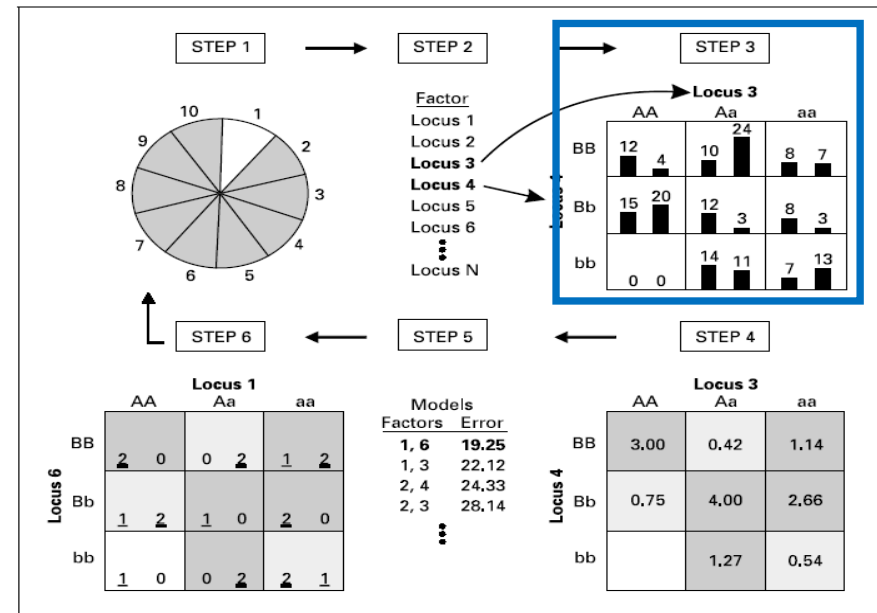 STEP 1
STEP 2
STEP 3
10
1
2
3
4
5
6
7
8
9
Factor
Locus 1
Locus 2
Locus 3
Locus 4
Locus 5
Locus 6
Locus N
Locus 3
AA Aa aa
BB 12 4 10 24 8 7
Bb 15 20 12 3 8 3
bb 0 0 14 11 7 13
STEP 6
STEP 5
STEP 4
Locus 1
AA Aa aa
Locus 6
BB 2 0 0 2 1 2
Bb 1 2 1 0 2 0
bb 1 0 0 2 2 1
Models
Factors Error
1, 6 19.25
1, 3 22.12
2, 4 24.33
2, 3 28.14
Locus 3
AA Aa aa
Locus 4
BB 3.00 0.42 1.14
Bb 0.75 4.00 2.66
bb 1.27 0.54